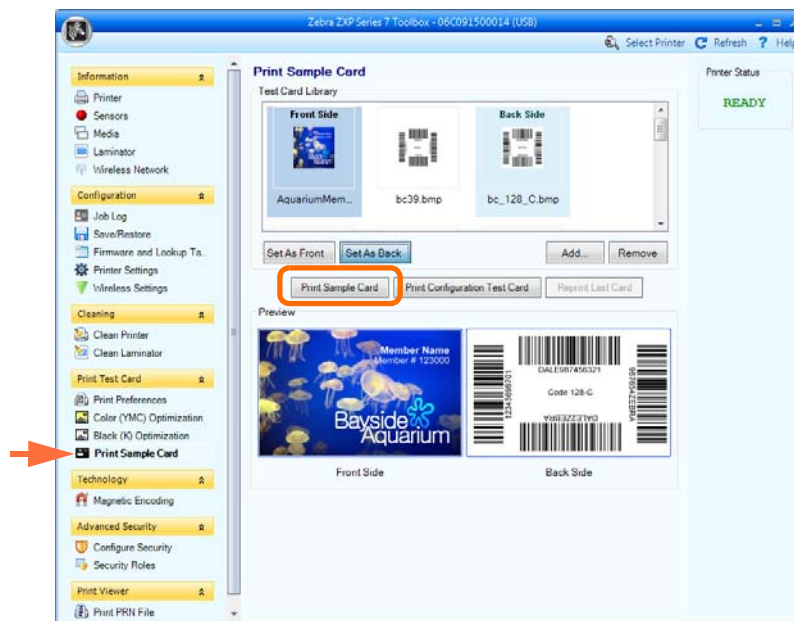 Zebra ZXP Series 7 Toolbox - 06C091500014 (USB)
Select Printer Refresh ? Help
Information
Printer
Sensors
Media
Laminator
Wireless Network
Configuration
Job Log
Save/Restore
Firmware and Lookup Ta..
Printer Settings
Wireless Settings
Cleaning
Clean Printer
Clean Laminator
Print Test Card
Print Preferences
Color (YMC) Optimization
Black (K) Optimization
Print Sample Card
Technology
Magnetic Encoding
Advanced Security
Configure Security
Security Roles
Print Viewer
Print PRN File
Print Sample Card
Test Card Library
Front Side
Back Side
AquariumMem...
bc39.bmp
bc_128_C.bmp
Set As Front
Set As Back
Add...
Remove
Print Sample Card
Print Configuration Test Card
Reprint Last Card
Preview
Member Name
Member # 123000
Bayside
Aquarium
DALE987456321
Code 128-C
Front Side
Back Side
Printer Status
READY